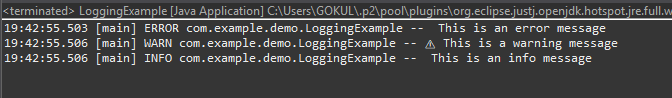 <terminated> LoggingExample [Java Application] C:\Users\GOKUL\.p2\pool\plugins\org.eclipse.justj.openjdk.hotspot.jre.full.w
19:42:55.503 [main] ERROR com.example.demo.LoggingExample -- This is an error message
19:42:55.506 [main] WARN com.example.demo.LoggingExample -- ⚠ This is a warning message
19:42:55.506 [main] INFO com.example.demo.LoggingExample -- This is an info message